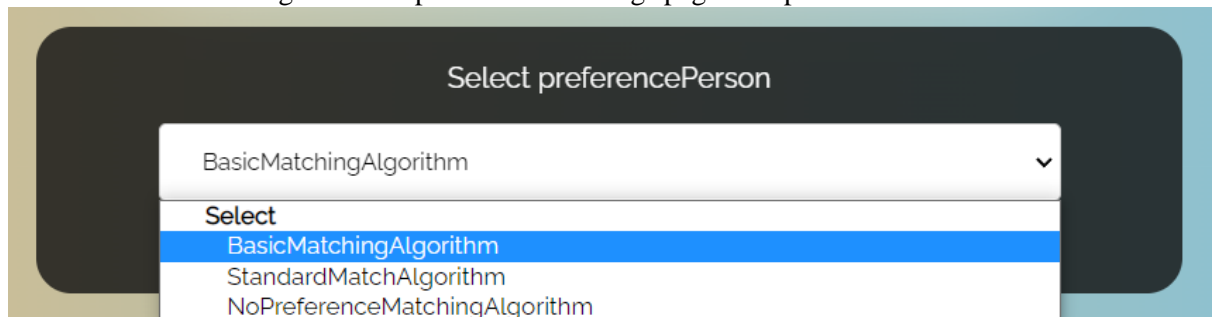 Select preferencePerson
BasicMatchingAlgorithm
Select
BasicMatchingAlgorithm
StandardMatchAlgorithm
NoPreferenceMatchingAlgorithm